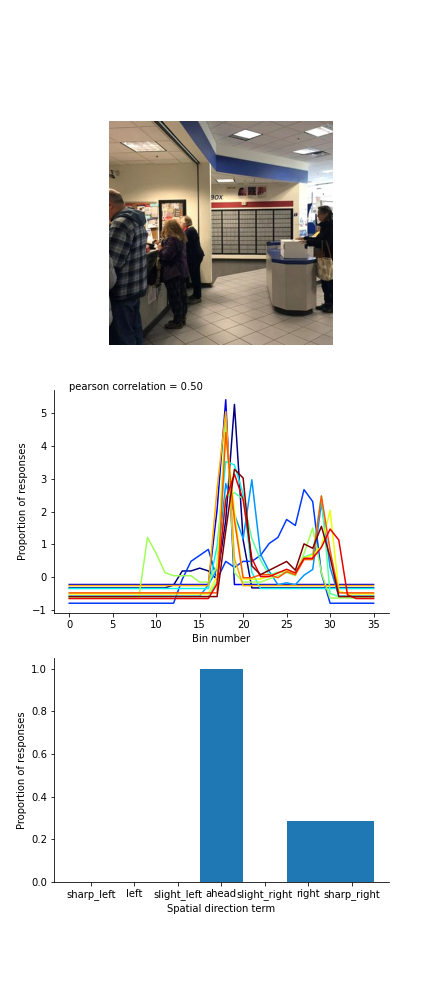 BOX
pearson correlation = 0.50
Proportion of responses
5
4
3
2
1
0
−1
0 5 10 15 20 25 30 35
Bin number
Proportion of responses
1.0
0.8
0.6
0.4
0.2
0.0
sharp_left left slight_left ahead slight_right right sharp_right
Spatial direction term